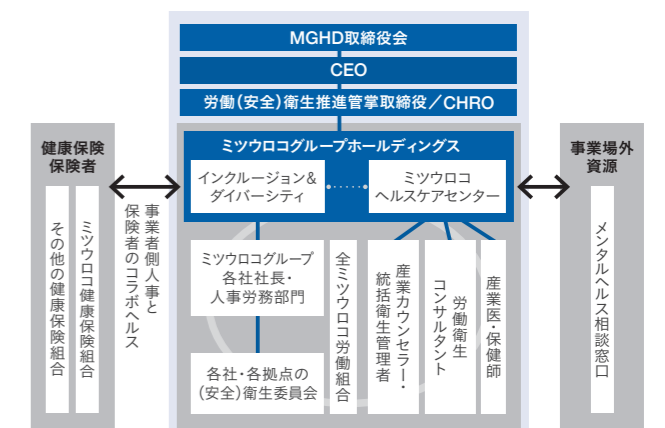 MGHD取締役会
CEO
労働(安全)衛生推進管掌取締役／CHRO
健康保険
保険者
その他の健康保険組合
ミツウロコ健康保険組合
事業者側人事と
保険者のコラボヘルス
ミツウロコグループホールディングス
インクルージョン&
ダイバーシティ
ミツウロコ
ヘルスケアセンター
ミツウロコグループ
各社社長・
人事労務部門
各社・各拠点の
(安全)衛生委員会
全ミツウロコ労働組合
産業カウンセラー・
統括衛生管理者
労働衛生
コンサルタント
産業医・保健師
事業場外
資源
メンタルヘルス相談窓口